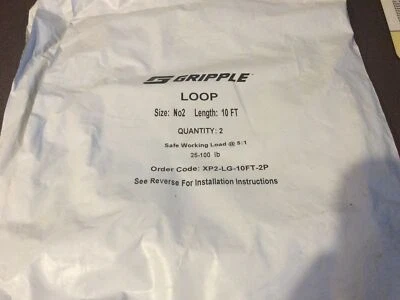 GRIPPLE
LOOP
Size: No2 Length: 10 FT
QUANTITY: 2
Safe Working Load @ 5:1
25-100 lb
Order Code: XP2-LG-10FT-2P
See Reverse For Installation Instructions